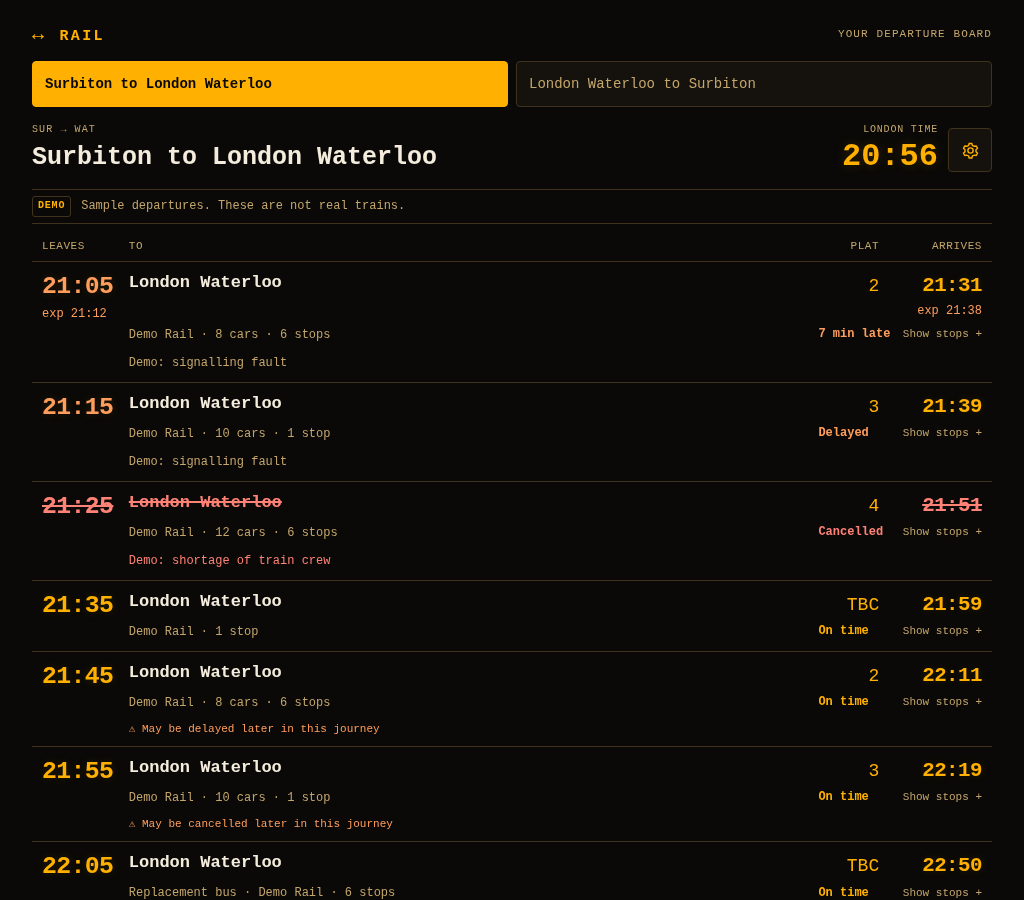 ↔ RAIL
YOUR DEPARTURE BOARD
Surbiton to London Waterloo
London Waterloo to Surbiton
SUR → WAT
Surbiton to London Waterloo
LONDON TIME
20:56
DEMO Sample departures. These are not real trains.
LEAVES TO PLAT ARRIVES
21:05 London Waterloo 2 21:31
exp 21:12 exp 21:38
Demo Rail · 8 cars · 6 stops 7 min late Show stops +
Demo: signalling fault
21:15 London Waterloo 3 21:39
Demo Rail · 10 cars · 1 stop Delayed Show stops +
Demo: signalling fault
21:25 London Waterloo 4 21:51
Demo Rail · 12 cars · 6 stops Cancelled Show stops +
Demo: shortage of train crew
21:35 London Waterloo TBC 21:59
Demo Rail · 1 stop On time Show stops +
21:45 London Waterloo 2 22:11
Demo Rail · 8 cars · 6 stops On time Show stops +
⚠ May be delayed later in this journey
21:55 London Waterloo 3 22:19
Demo Rail · 10 cars · 1 stop On time Show stops +
⚠ May be cancelled later in this journey
22:05 London Waterloo TBC 22:50
Replacement bus · Demo Rail · 6 stops On time Show stops +